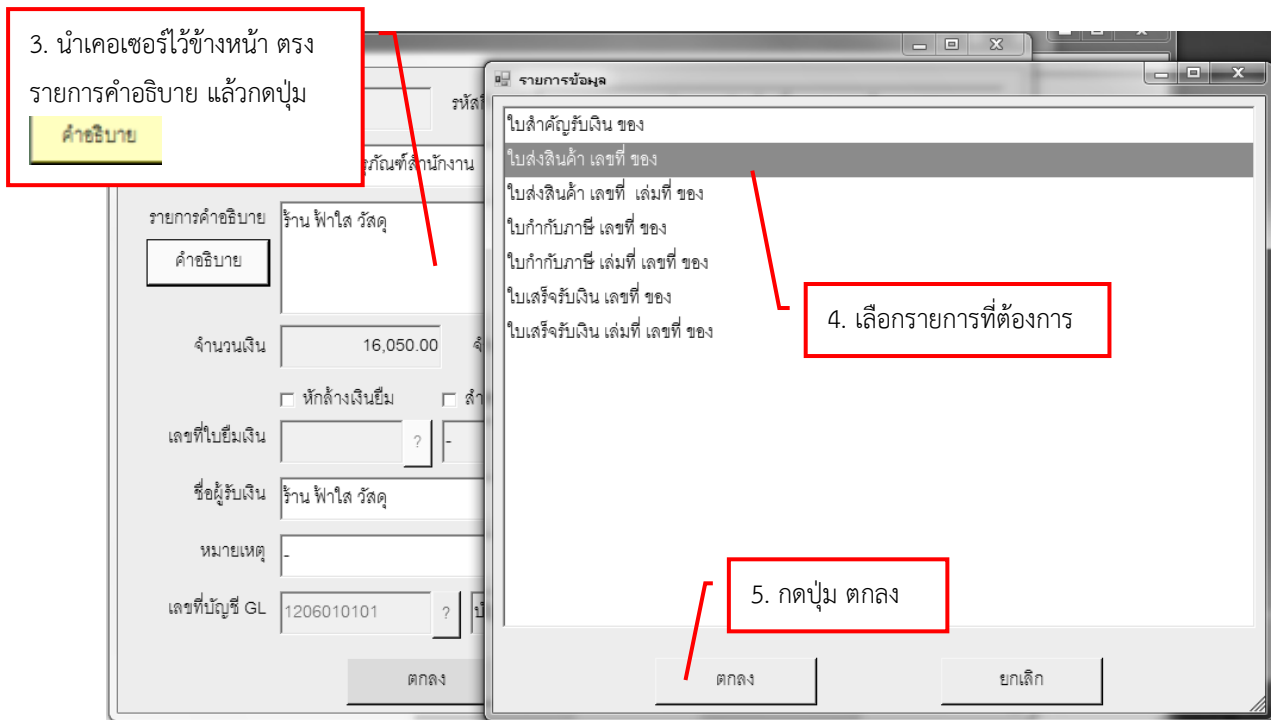 3. นำเคอเซอร์ไว้ข้างหน้า ตรง
รายการคำอธิบาย แล้วกดปุ่ม
คำอธิบาย
รายการข้อมูล
ใบสำคัญรับเงิน ของ
ใบส่งสินค้า เลขที่ ของ
ใบส่งสินค้า เลขที่ เล่มที่ ของ
ใบกำกับภาษี เลขที่ ของ
ใบกำกับภาษี เล่มที่ เลขที่ ของ
ใบเสร็จรับเงิน เลขที่ ของ
ใบเสร็จรับเงิน เล่มที่ เลขที่ ของ
4. เลือกรายการที่ต้องการ
5. กดปุ่ม ตกลง
ตกลง
ยกเลิก
รายการคำอธิบาย ร้าน ฟ้าใส วัสดุ
คำอธิบาย
จำนวนเงิน 16,050.00
หักล้างเงินยืม
เลขที่ใบยืมเงิน ? -
ชื่อผู้รับเงิน ร้าน ฟ้าใส วัสดุ
หมายเหตุ -
เลขที่บัญชี GL 1206010101 ?
ตกลง